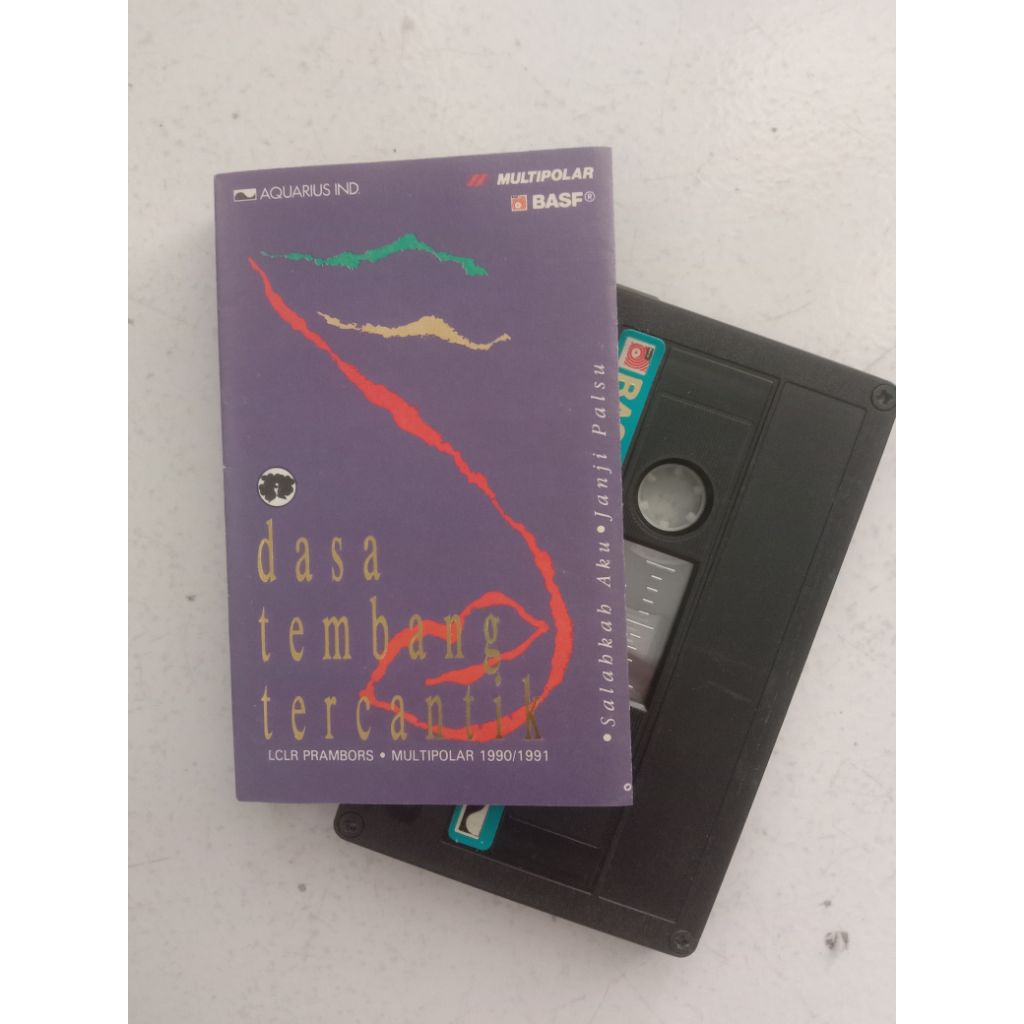 AQUARIUS IND.
MULTIPOLAR
BASF®
dasa
tembang
tercantik
LCLR PRAMBORS • MULTIPOLAR 1990/1991
• Salahkah Aku • Janji Palsu